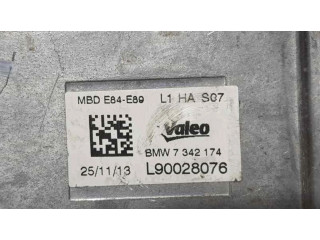 MBD E84-E89 L1 HA S07
Valeo
BMW 7 342 174
25/11/13 L90028076